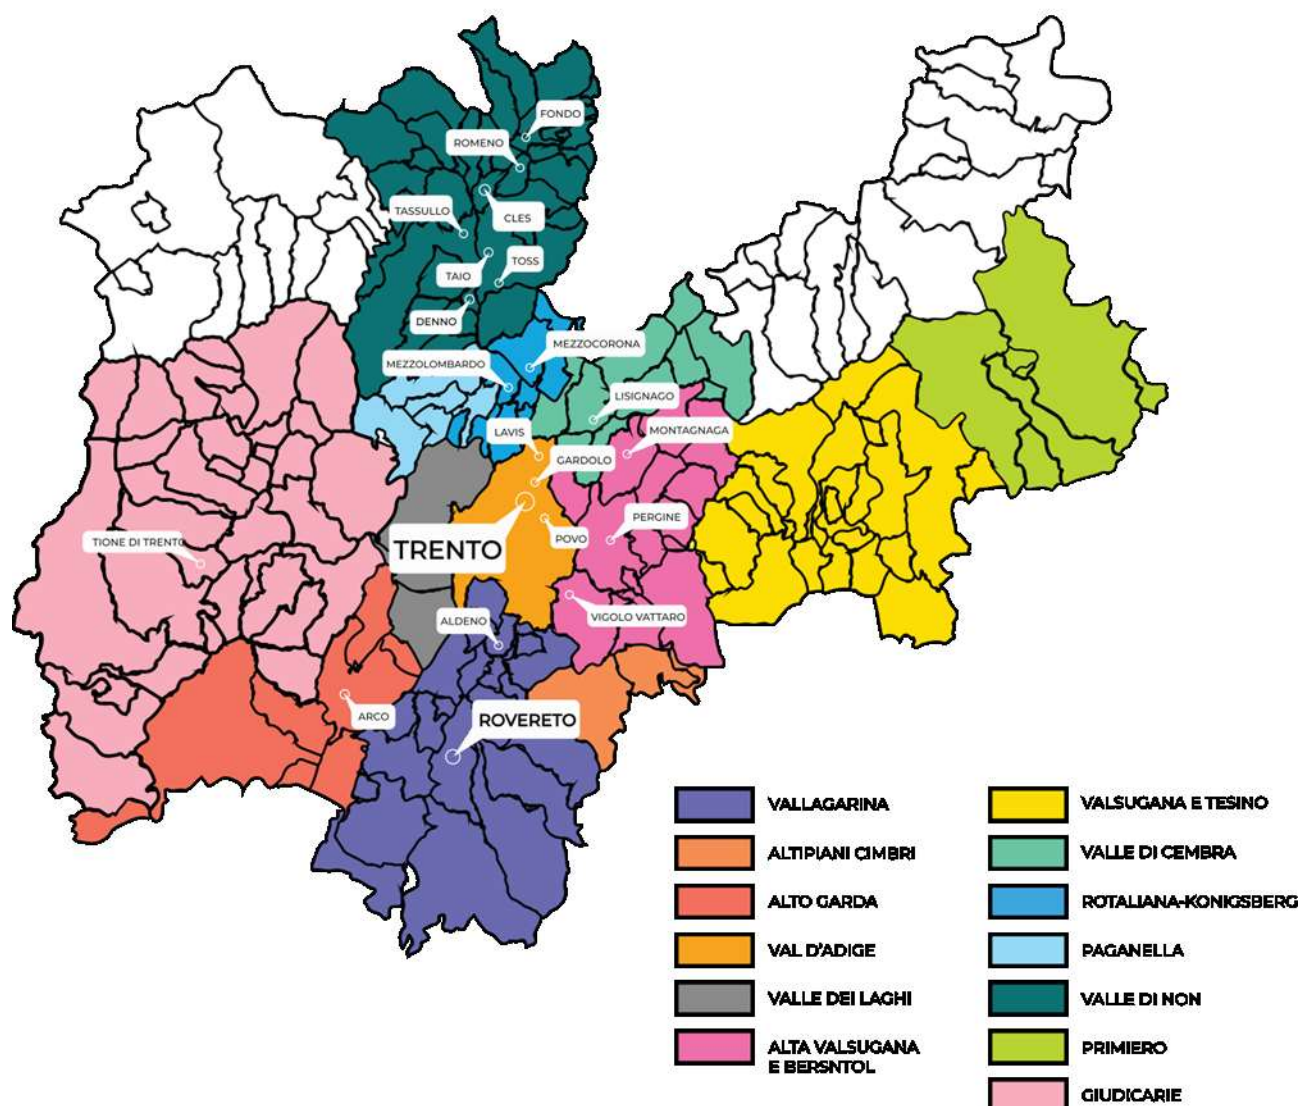 FONDO
ROMENO
CLES
TASSULLO
TAIO
TOSS
DENNO
MEZZOCORONA
MEZZOLOMBARDO
LISIGNAGO
LAVIS
MONTAGNAGA
GARDOLO
TRENTO
POVO
PERGINE
TIONE DI TRENTO
ALDENO
VIGOLO VATTARO
ARCO
ROVERETO
VALLAGARINA
ALTIPIANI CIMBRI
ALTO GARDA
VAL D'ADIGE
VALLE DEI LAGHI
ALTA VALSUGANA
E BERSNTOL
VALSUGANA E TESINO
VALLE DI CEMBRA
ROTALIANA-KONIGSBERG
PAGANELLA
VALLE DI NON
PRIMIERO
GIUDICARIE